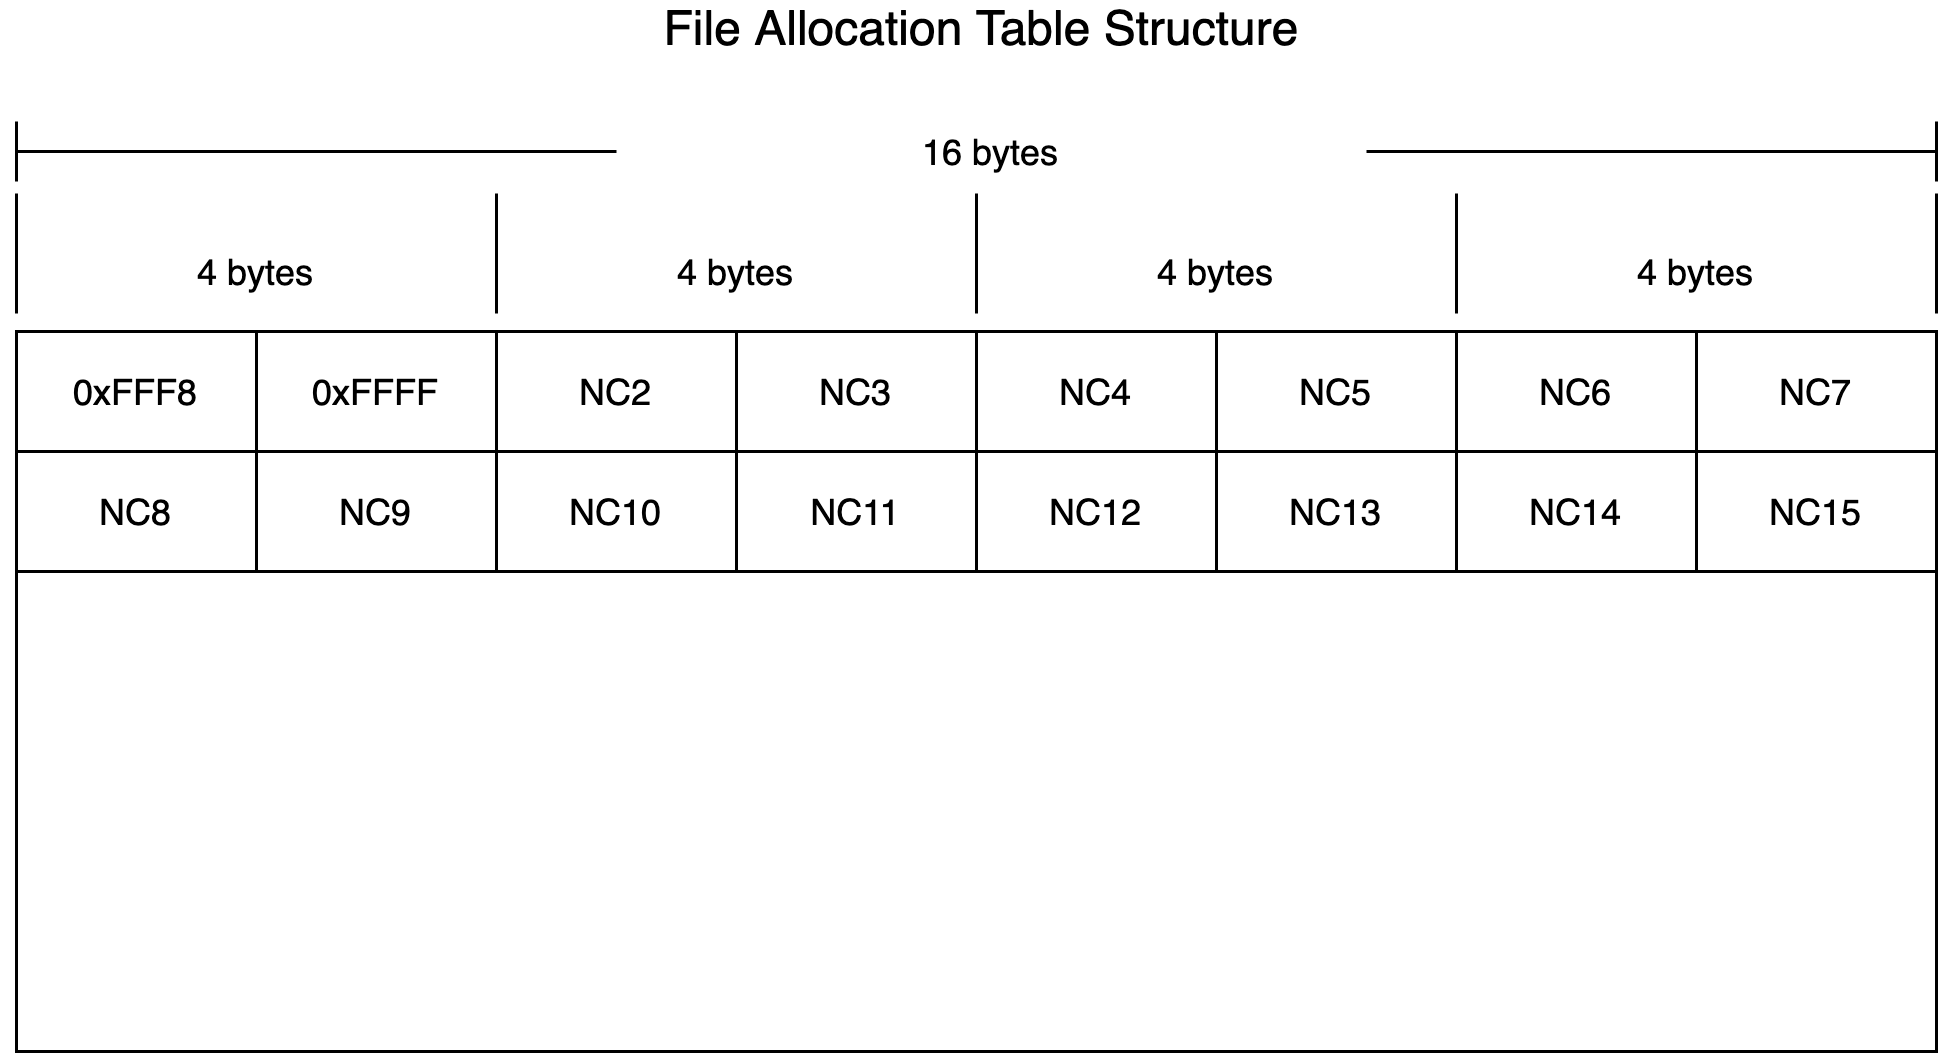 File Allocation Table Structure
16 bytes
4 bytes 4 bytes 4 bytes 4 bytes
0xFFF8 0xFFFF NC2 NC3 NC4 NC5 NC6 NC7
NC8 NC9 NC10 NC11 NC12 NC13 NC14 NC15